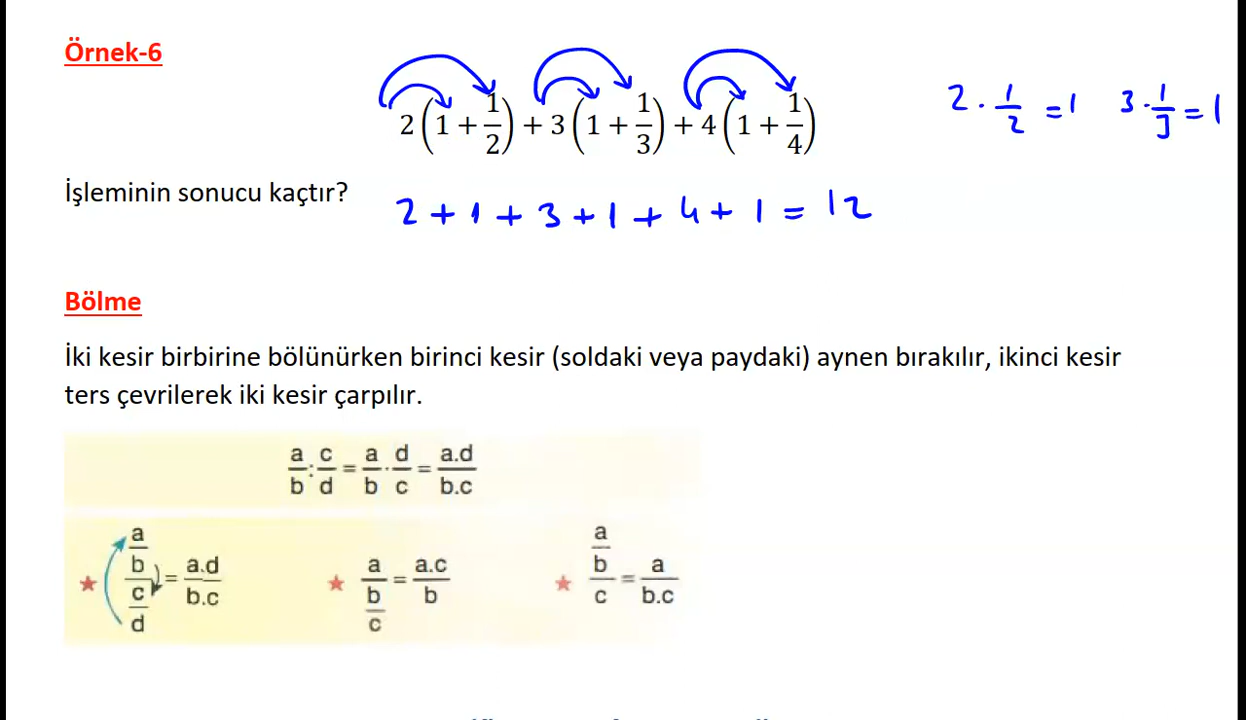 Örnek-6
2(1 + 1/2) + 3(1 + 1/3) + 4(1 + 1/4)
2 · 1/2 = 1   3 · 1/3 = 1
İşleminin sonucu kaçtır?
2 + 1 + 3 + 1 + 4 + 1 = 12
Bölme
İki kesir birbirine bölünürken birinci kesir (soldaki veya paydaki) aynen bırakılır, ikinci kesir
ters çevrilerek iki kesir çarpılır.
a/b : c/d = a/b · d/c = a.d/b.c
★ (a/b)/(c/d) = a.d/b.c   ★ a/(b/c) = a.c/b   ★ (a/b)/c = a/b.c